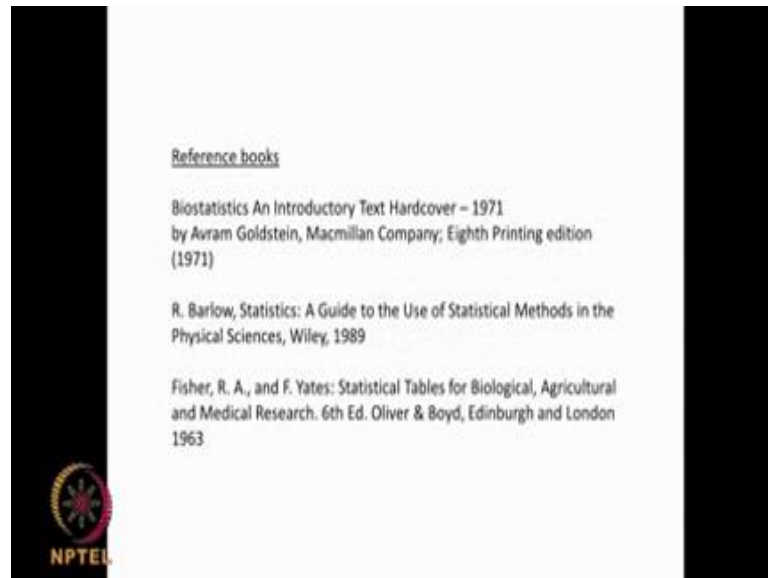 Reference books
Biostatistics An Introductory Text Hardcover – 1971
by Avram Goldstein, Macmillan Company; Eighth Printing edition
(1971)
R. Barlow, Statistics: A Guide to the Use of Statistical Methods in the
Physical Sciences, Wiley, 1989
Fisher, R. A., and F. Yates: Statistical Tables for Biological, Agricultural
and Medical Research. 6th Ed. Oliver & Boyd, Edinburgh and London
1963
NPTEL